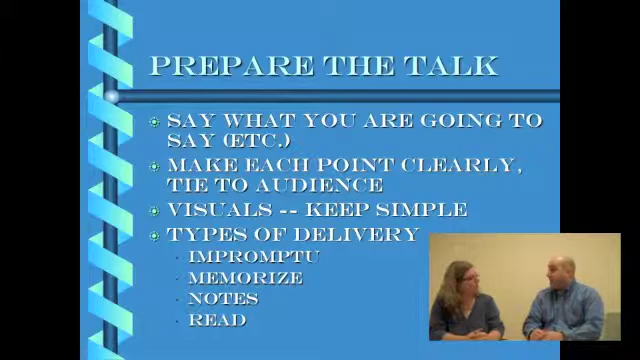 PREPARE THE TALK
SAY WHAT YOU ARE GOING TO
SAY (ETC.)
MAKE EACH POINT CLEARLY,
TIE TO AUDIENCE
VISUALS -- KEEP SIMPLE
TYPES OF DELIVERY
IMPROMPTU
MEMORIZE
NOTES
READ